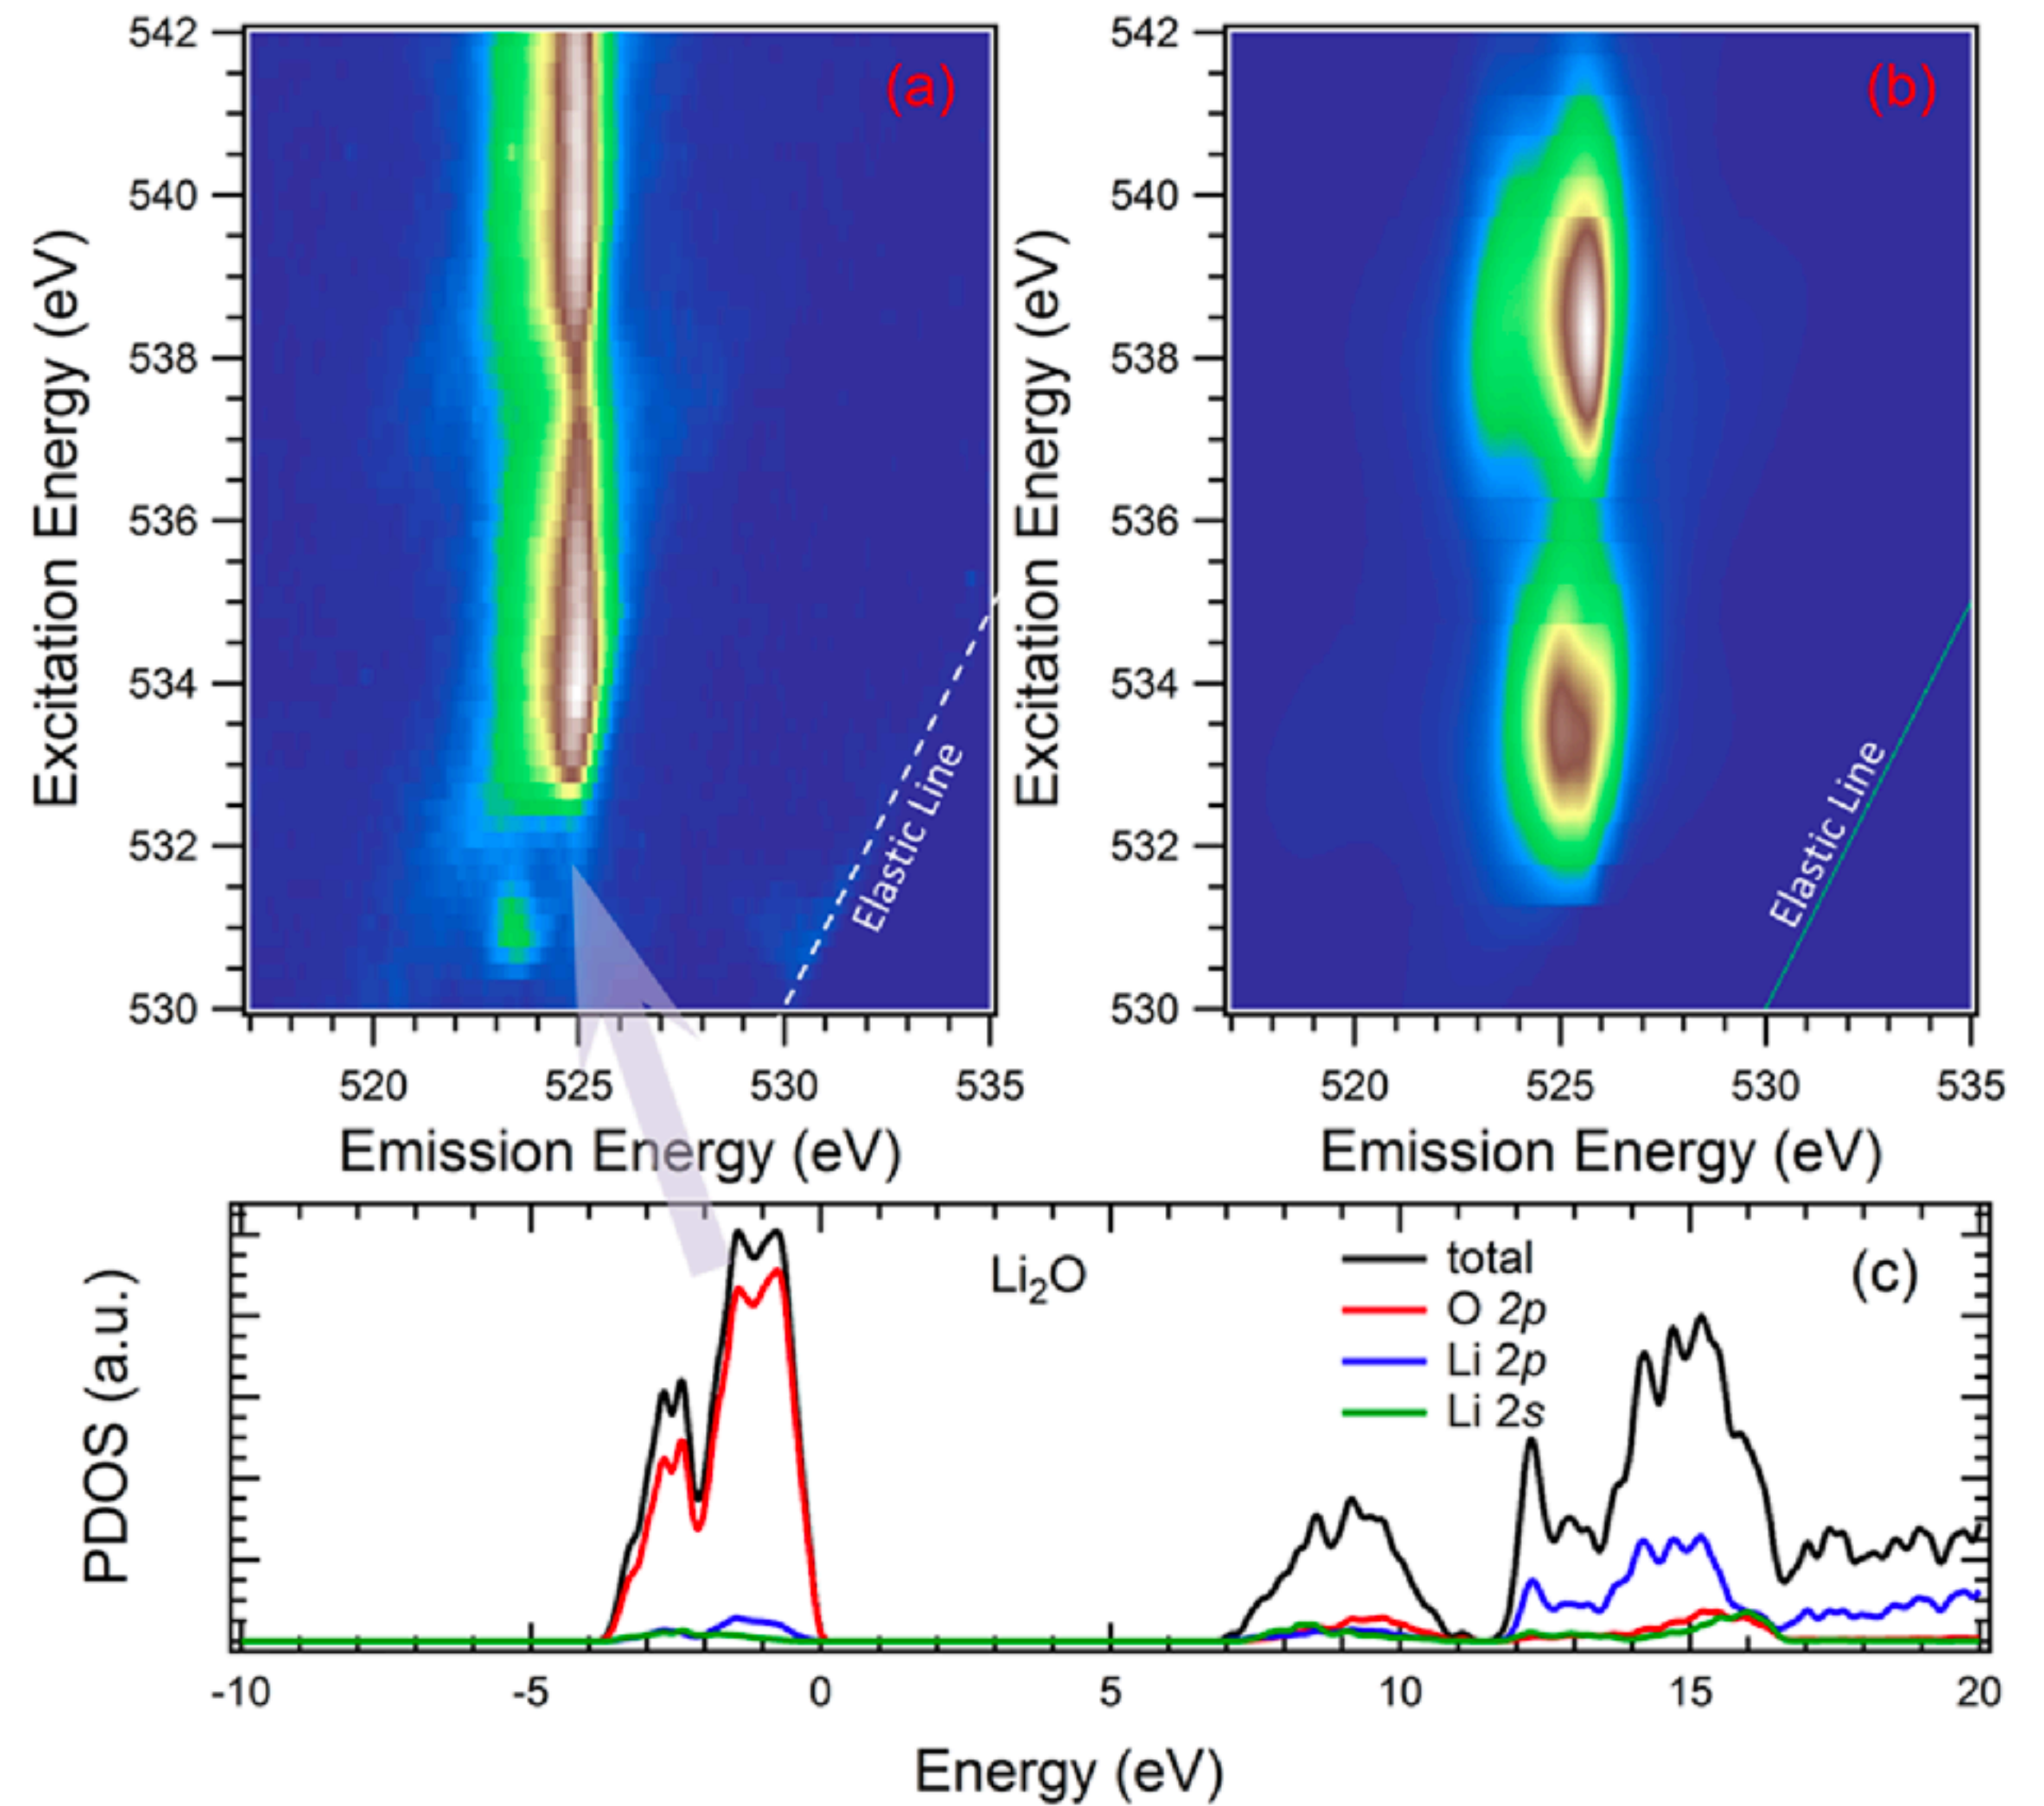 542
540
538
536
534
532
530
Excitation Energy (eV)
(a)
Elastic Line
520 525 530 535
Emission Energy (eV)
542
540
538
536
534
532
530
Excitation Energy (eV)
(b)
Elastic Line
520 525 530 535
Emission Energy (eV)
PDOS (a.u.)
Li₂O
total
O 2p
Li 2p
Li 2s
(c)
-10 -5 0 5 10 15 20
Energy (eV)